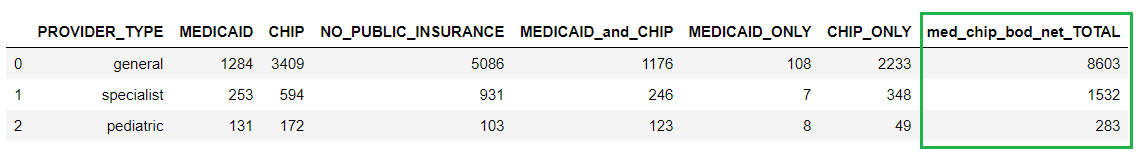 PROVIDER_TYPE MEDICAID CHIP NO_PUBLIC_INSURANCE MEDICAID_and_CHIP MEDICAID_ONLY CHIP_ONLY med_chip_bod_net_TOTAL
0 general 1284 3409 5086 1176 108 2233 8603
1 specialist 253 594 931 246 7 348 1532
2 pediatric 131 172 103 123 8 49 283